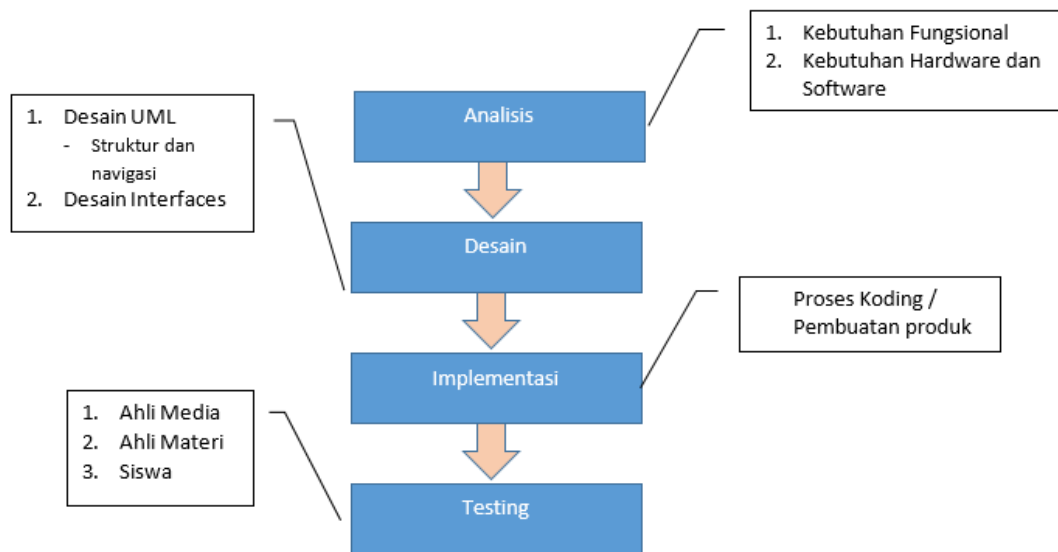 1. Kebutuhan Fungsional
2. Kebutuhan Hardware dan
Software
Analisis
1. Desain UML
- Struktur dan
navigasi
2. Desain Interfaces
Desain
Proses Koding /
Pembuatan produk
Implementasi
1. Ahli Media
2. Ahli Materi
3. Siswa
Testing